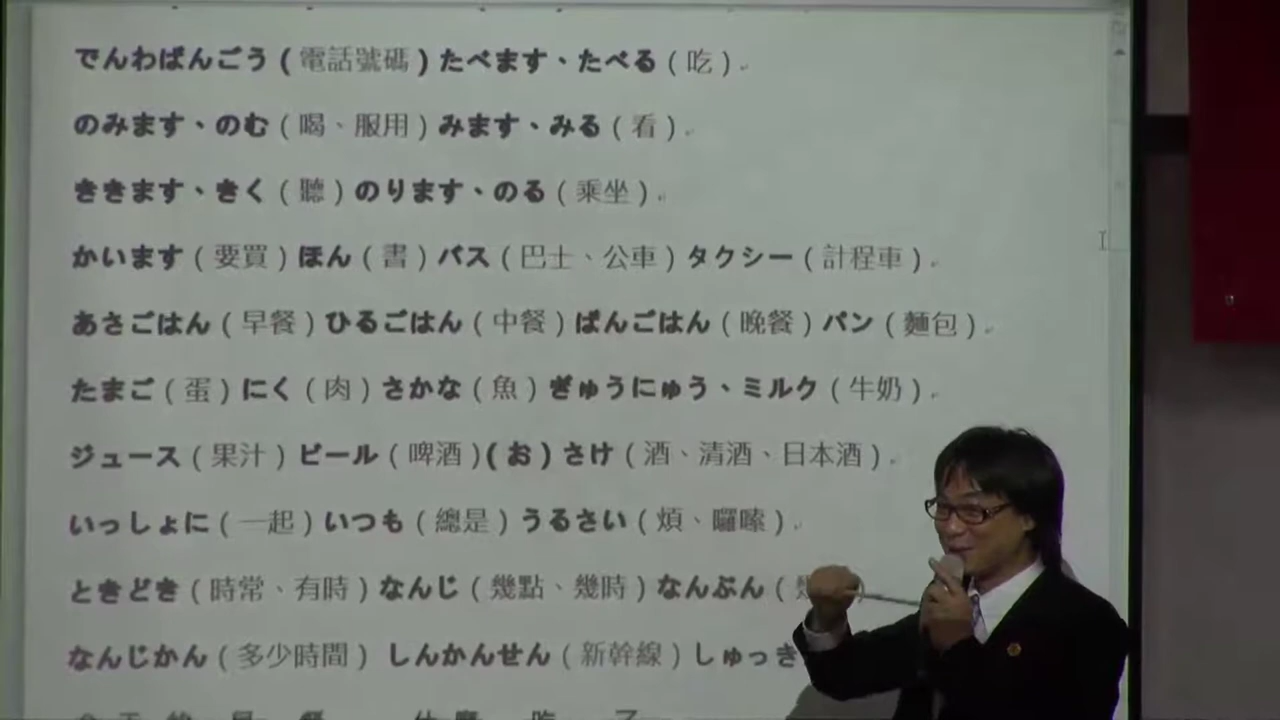 でんわばんごう(電話號碼)たべます、たべる(吃)
のみます、のむ(喝、服用)みます、みる(看)
ききます、きく(聽)のります、のる(乘坐)
かいます(要買)ほん(書)バス(巴士、公車)タクシー(計程車)
あさごはん(早餐)ひるごはん(中餐)ばんごはん(晚餐)パン(麵包)
たまご(蛋)にく(肉)さかな(魚)ぎゅうにゅう、ミルク(牛奶)
ジュース(果汁)ビール(啤酒)(お)さけ(酒、清酒、日本酒)
いっしょに(一起)いつも(總是)うるさい(煩、囉嗦)
ときどき(時常、有時)なんじ(幾點、幾時)なんぷん(
なんじかん(多少時間) しんかんせん(新幹線)しゅっき